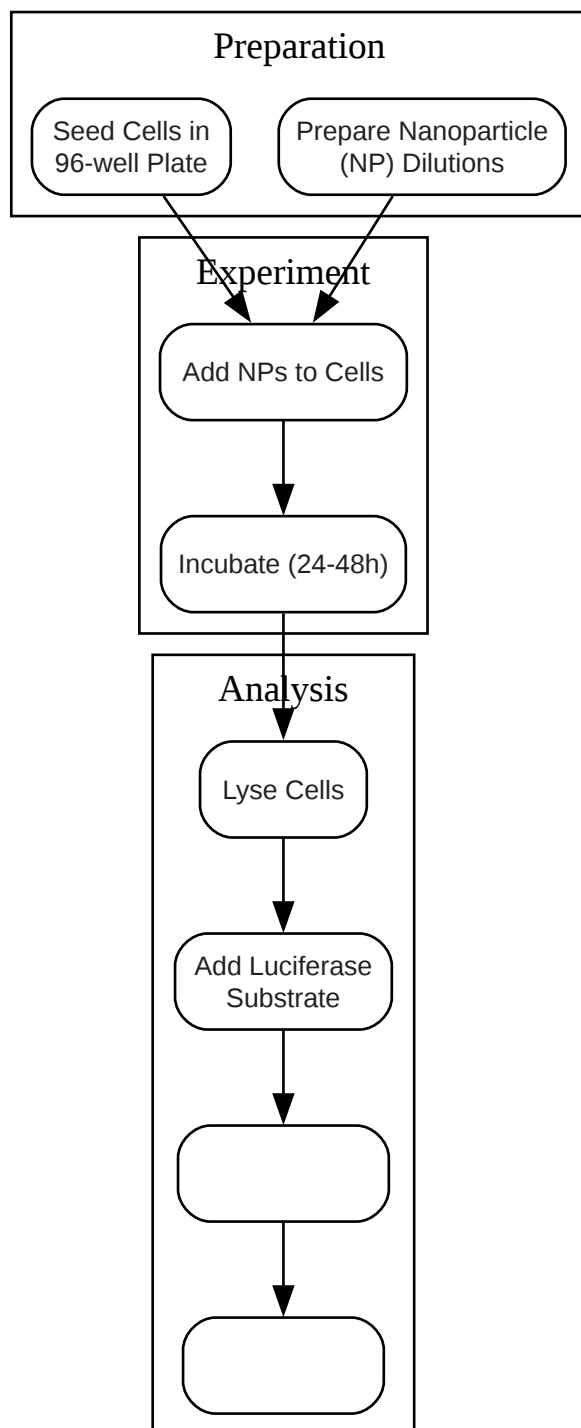 Preparation
Seed Cells in
96-well Plate
Prepare Nanoparticle
(NP) Dilutions
Experiment
Add NPs to Cells
Incubate (24-48h)
Analysis
Lyse Cells
Add Luciferase
Substrate